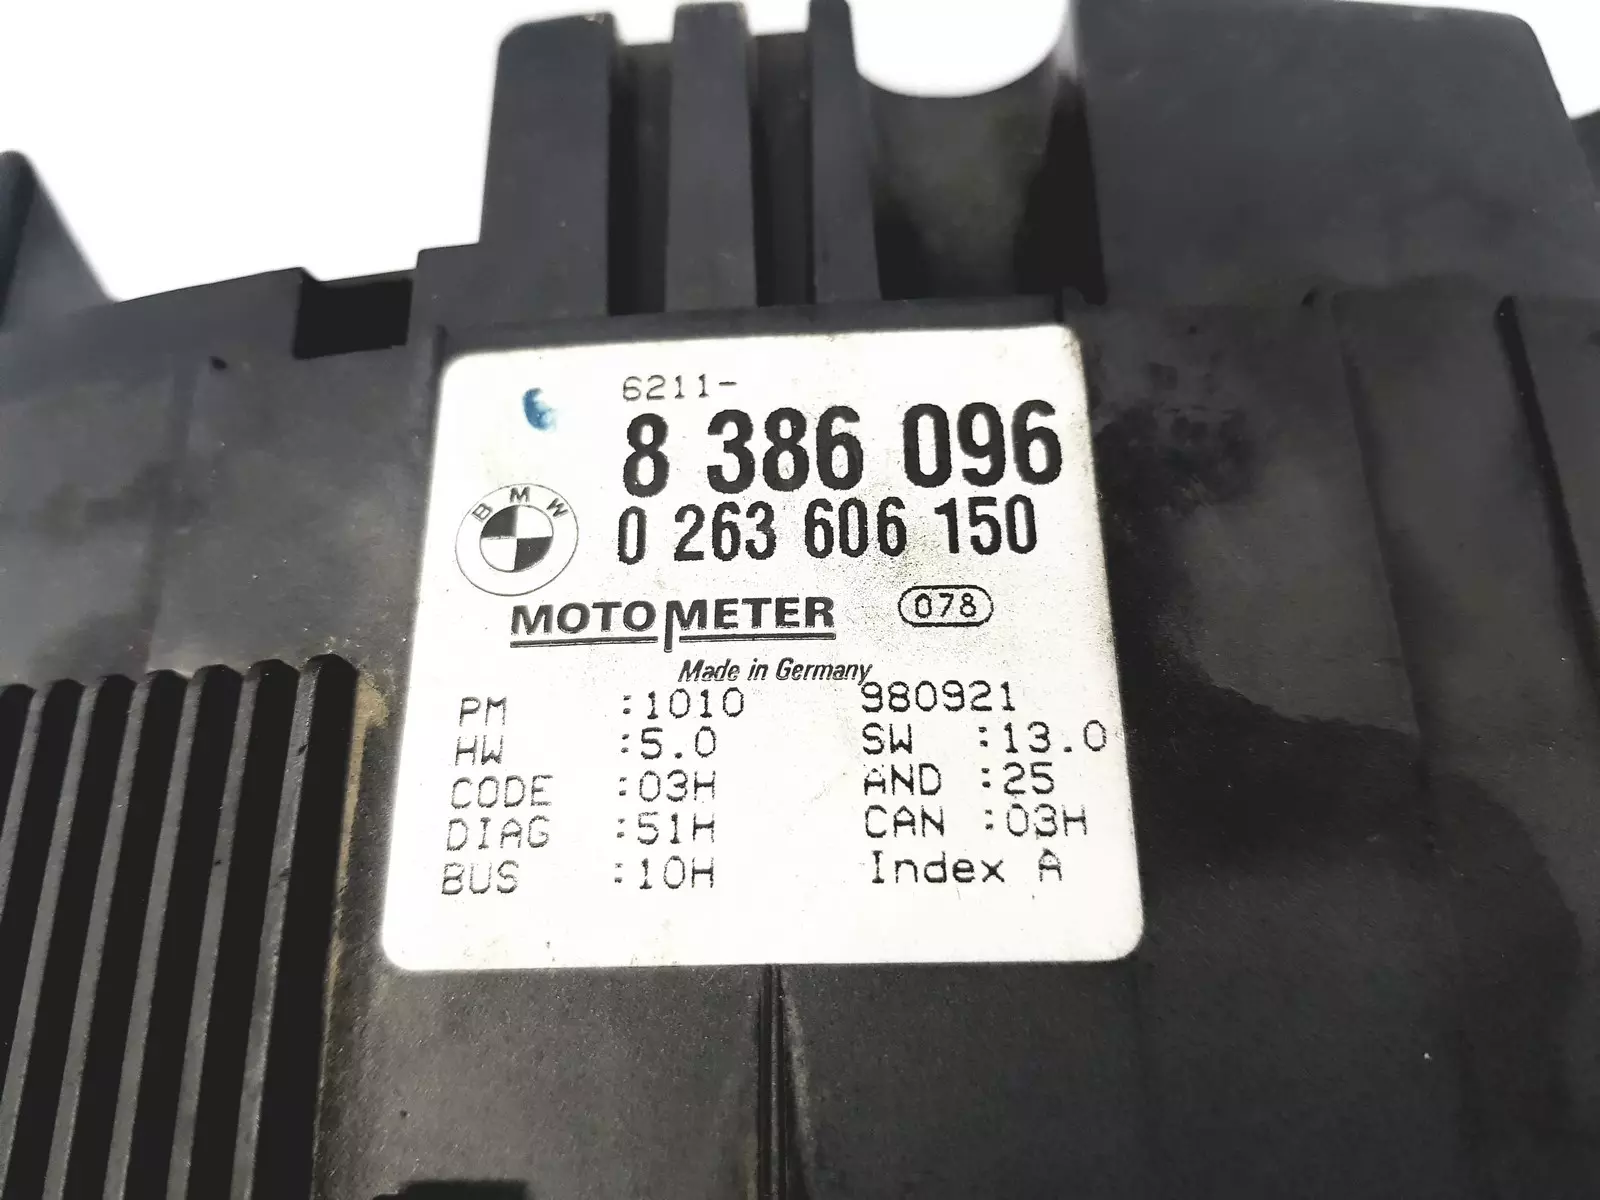 6211-
8 386 096
0 263 606 150
BMW
MOTOMETER 078
Made in Germany
PM :1010 980921
HW :5.0 SW :13.0
CODE :03H AND :25
DIAG :51H CAN :03H
BUS :10H Index A